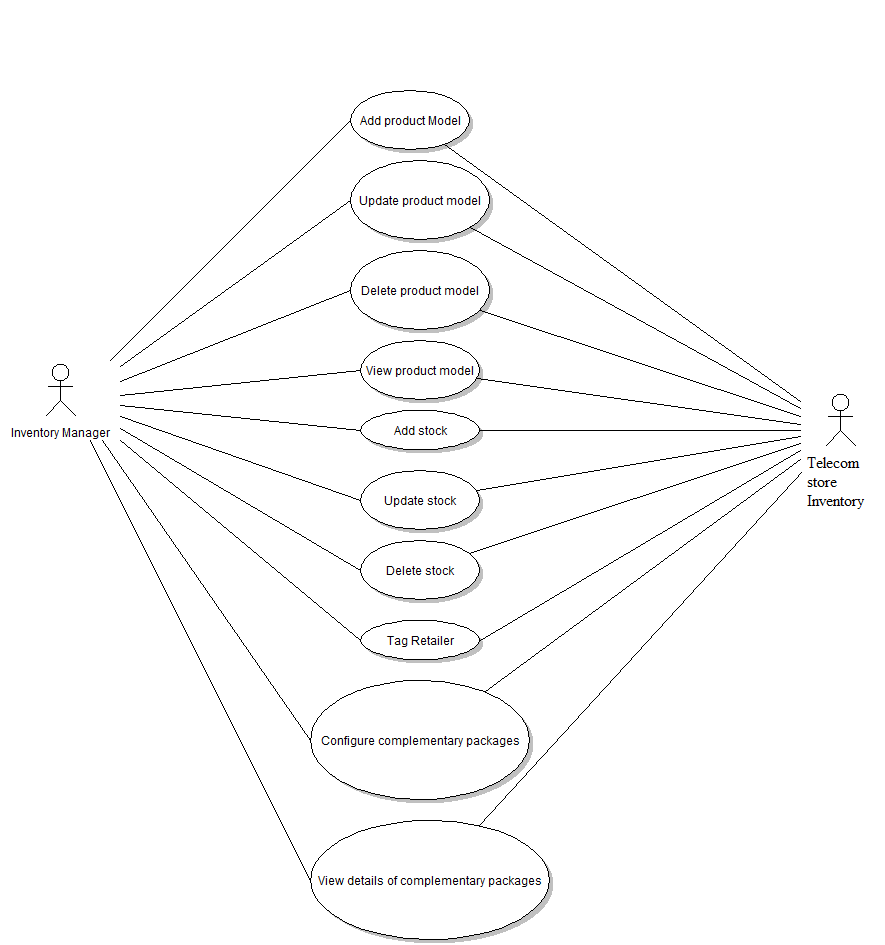 Add product Model
Update product model
Delete product model
View product model
Add stock
Inventory Manager
Telecom
store
Inventory
Update stock
Delete stock
Tag Retailer
Configure complementary packages
View details of complementary packages